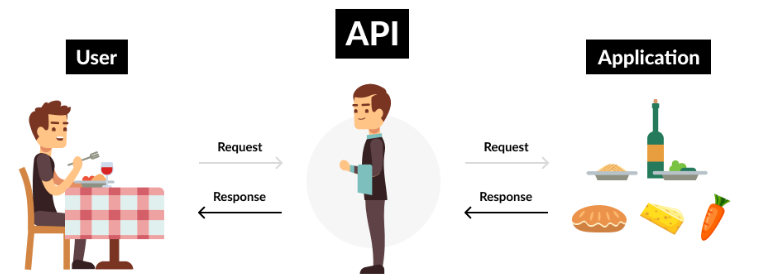 User
API
Application
Request
Response
Request
Response